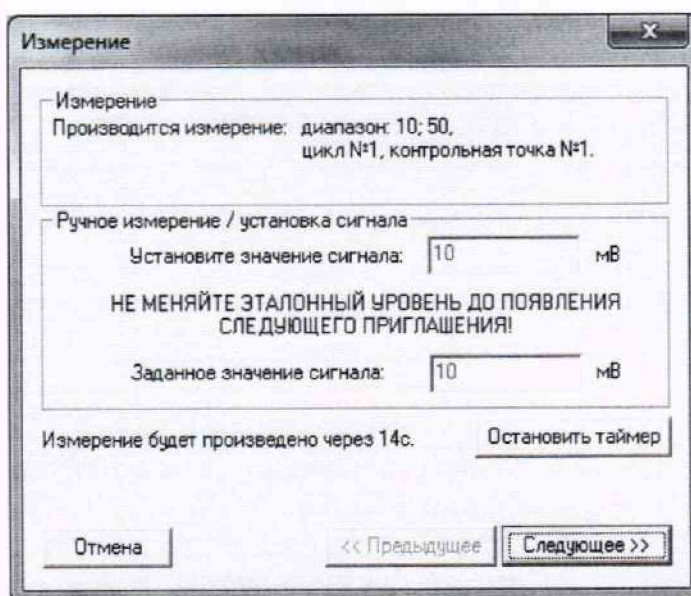 Измерение
x
Измерение
Производится измерение: диапазон: 10; 50,
цикл №1, контрольная точка №1.
Ручное измерение / установка сигнала
Установите значение сигнала: 10 мВ
НЕ МЕНЯЙТЕ ЭТАЛОННЫЙ УРОВЕНЬ ДО ПОЯВЛЕНИЯ
СЛЕДУЮЩЕГО ПРИГЛАШЕНИЯ!
Заданное значение сигнала: 10 мВ
Измерение будет произведено через 14с. Остановить таймер
Отмена << Предыдущее Следующее >>